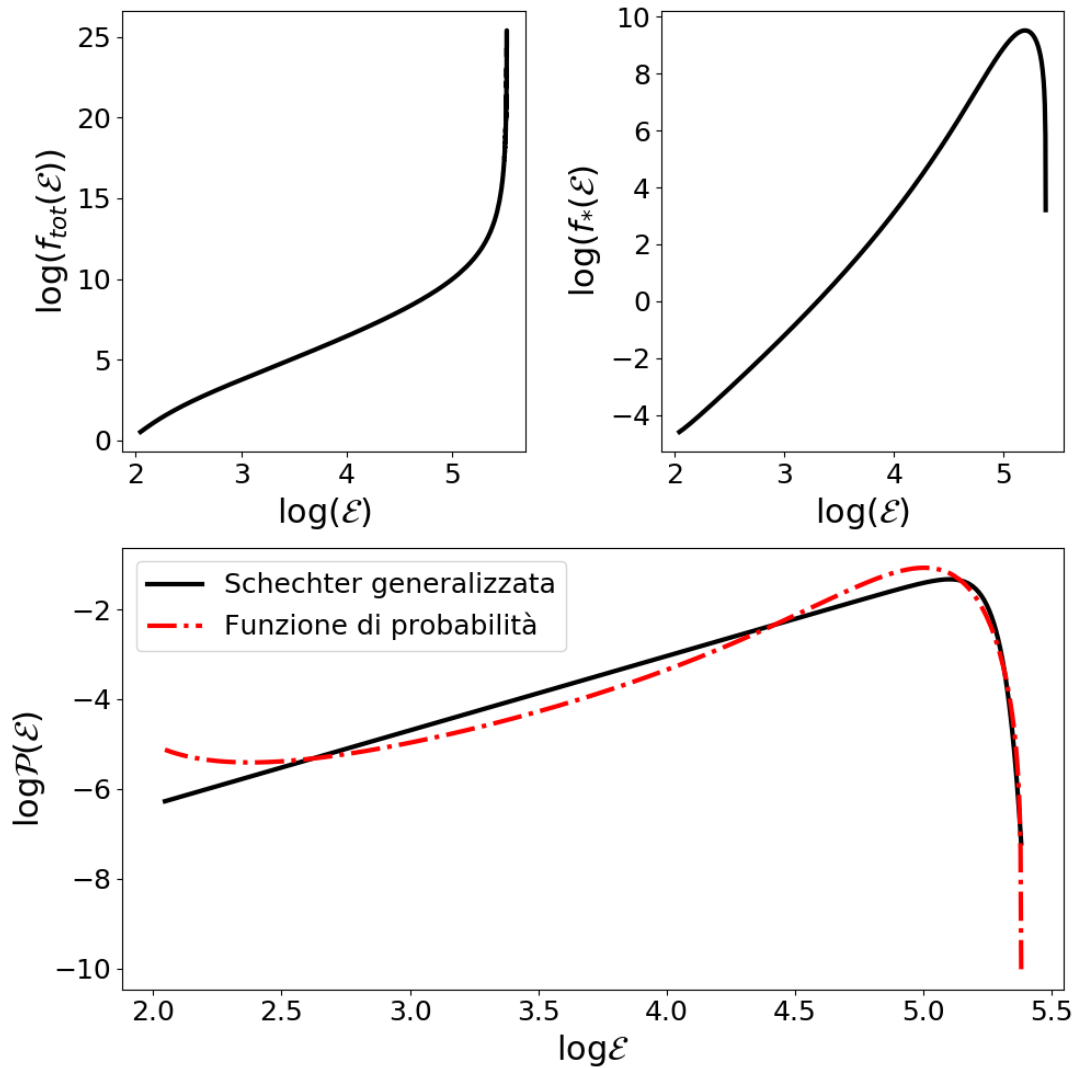 log(f_tot(ℰ))
25
20
15
10
5
0
2 3 4 5
log(ℰ)
log(f_*(ℰ)
10
8
6
4
2
0
−2
−4
2 3 4 5
log(ℰ)
log𝒫(ℰ)
Schechter generalizzata
Funzione di probabilità
−2
−4
−6
−8
−10
2.0 2.5 3.0 3.5 4.0 4.5 5.0 5.5
logℰ